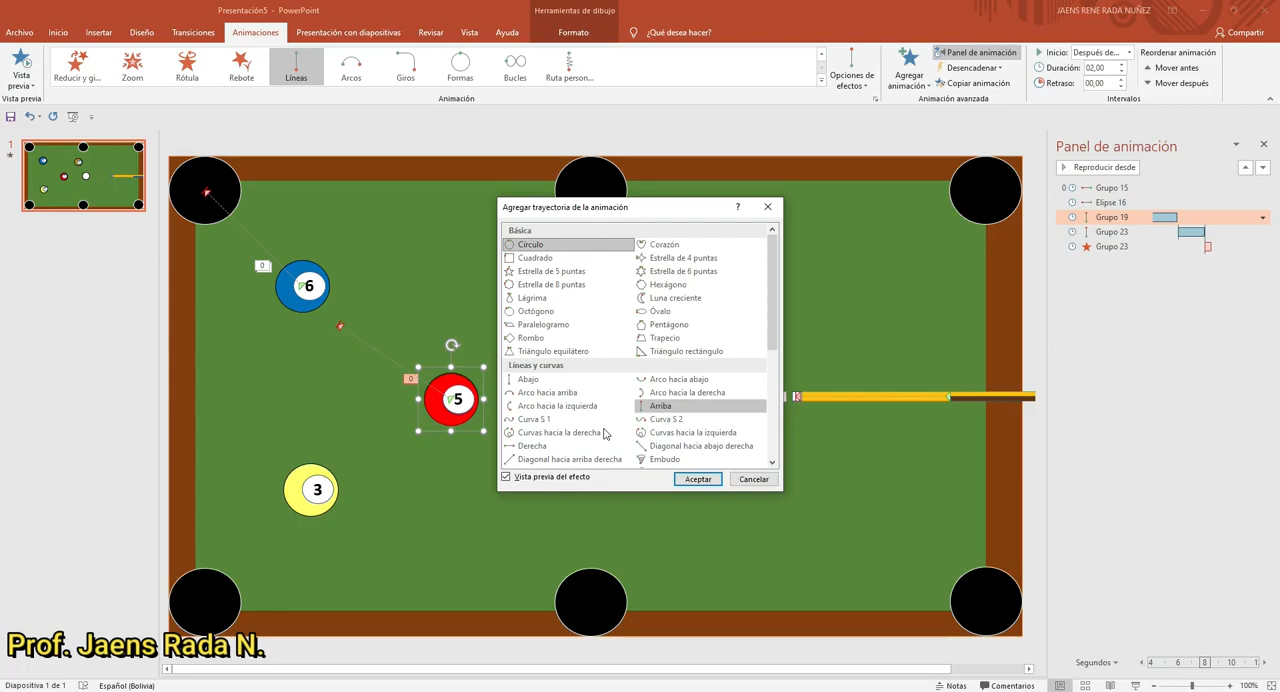 Presentación5 - PowerPoint
Herramientas de dibujo
JAENS RENE RADA NUÑEZ
Archivo Inicio Insertar Diseño Transiciones Animaciones Presentación con diapositivas Revisar Vista Ayuda Formato ¿Qué desea hacer? Compartir
Vista previa
Reducir y gi... Zoom Rótula Rebote Líneas Arcos Giros Formas Bucles Ruta person...
Opciones de efectos
Agregar animación
Panel de animación
Desencadenar
Copiar animación
Inicio: Después de...
Duración: 02,00
Retraso: 00,00
Reordenar animación
Mover antes
Mover después
Vista previa Animación Animación avanzada Intervalos
1
Agregar trayectoria de la animación ?
Básica
Círculo Corazón
Cuadrado Estrella de 4 puntas
Estrella de 5 puntas Estrella de 6 puntas
Estrella de 8 puntas Hexágono
Lágrima Luna creciente
Octógono Óvalo
Paralelogramo Pentágono
Rombo Trapecio
Triángulo equilátero Triángulo rectángulo
Líneas y curvas
Abajo Arco hacia abajo
Arco hacia arriba Arco hacia la derecha
Arco hacia la izquierda Arriba
Curva S 1 Curva S 2
Curvas hacia la derecha Curvas hacia la izquierda
Derecha Diagonal hacia abajo derecha
Diagonal hacia arriba derecha Embudo
Vista previa del efecto
Aceptar Cancelar
0
6
0
5
3
Panel de animación
Reproducir desde
0 Grupo 15
Elipse 16
Grupo 19
Grupo 23
Grupo 23
Segundos 4 6 8 10 1
Prof. Jaens Rada N.
Diapositiva 1 de 1 Español (Bolivia) Notas Comentarios 100%